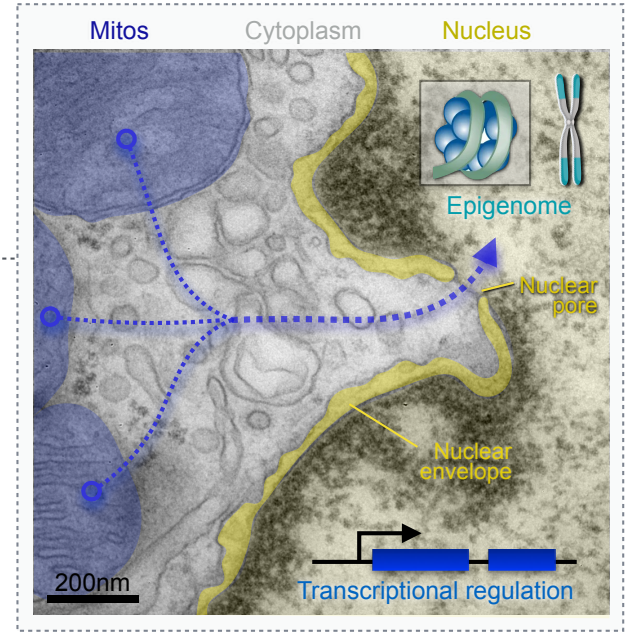 Mitos
Cytoplasm
Nucleus
Epigenome
Nuclear
pore
Nuclear
envelope
200nm
Transcriptional regulation